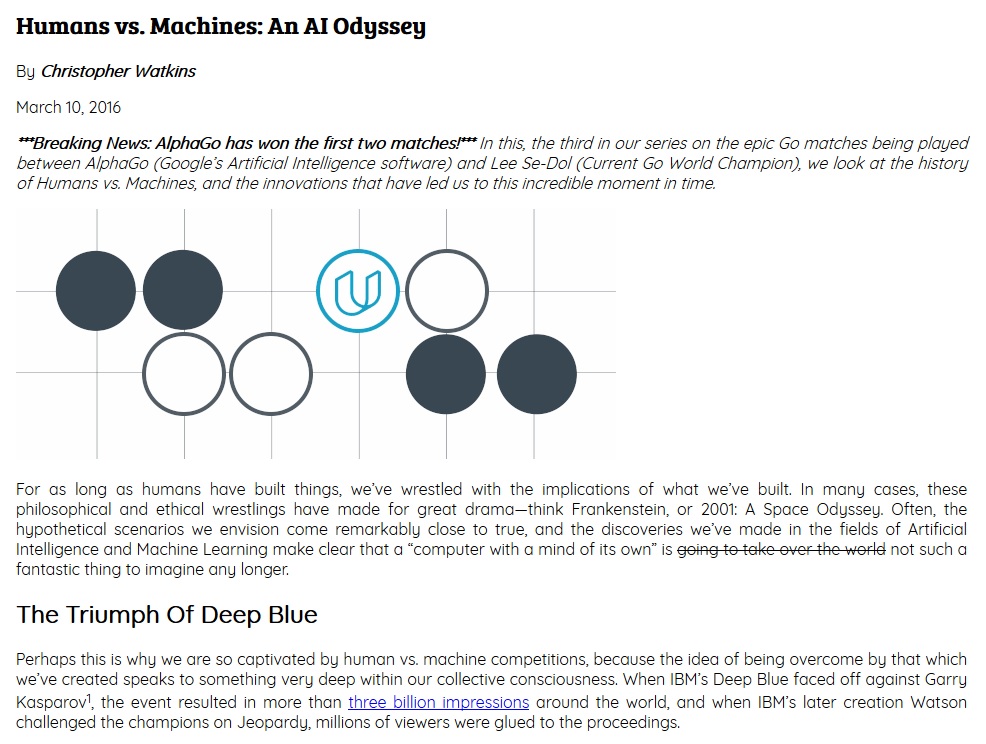 Humans vs. Machines: An AI Odyssey
By Christopher Watkins
March 10, 2016
***Breaking News: AlphaGo has won the first two matches!*** In this, the third in our series on the epic Go matches being played
between AlphaGo (Google's Artificial Intelligence software) and Lee Se-Dol (Current Go World Champion), we look at the history
of Humans vs. Machines, and the innovations that have led us to this incredible moment in time.
U
For as long as humans have built things, we've wrestled with the implications of what we've built. In many cases, these
philosophical and ethical wrestlings have made for great drama—think Frankenstein, or 2001: A Space Odyssey. Often, the
hypothetical scenarios we envision come remarkably close to true, and the discoveries we've made in the fields of Artificial
Intelligence and Machine Learning make clear that a “computer with a mind of its own” is going to take over the world not such a
fantastic thing to imagine any longer.
The Triumph Of Deep Blue
Perhaps this is why we are so captivated by human vs. machine competitions, because the idea of being overcome by that which
we've created speaks to something very deep within our collective consciousness. When IBM's Deep Blue faced off against Garry
Kasparov¹, the event resulted in more than three billion impressions around the world, and when IBM's later creation Watson
challenged the champions on Jeopardy, millions of viewers were glued to the proceedings.